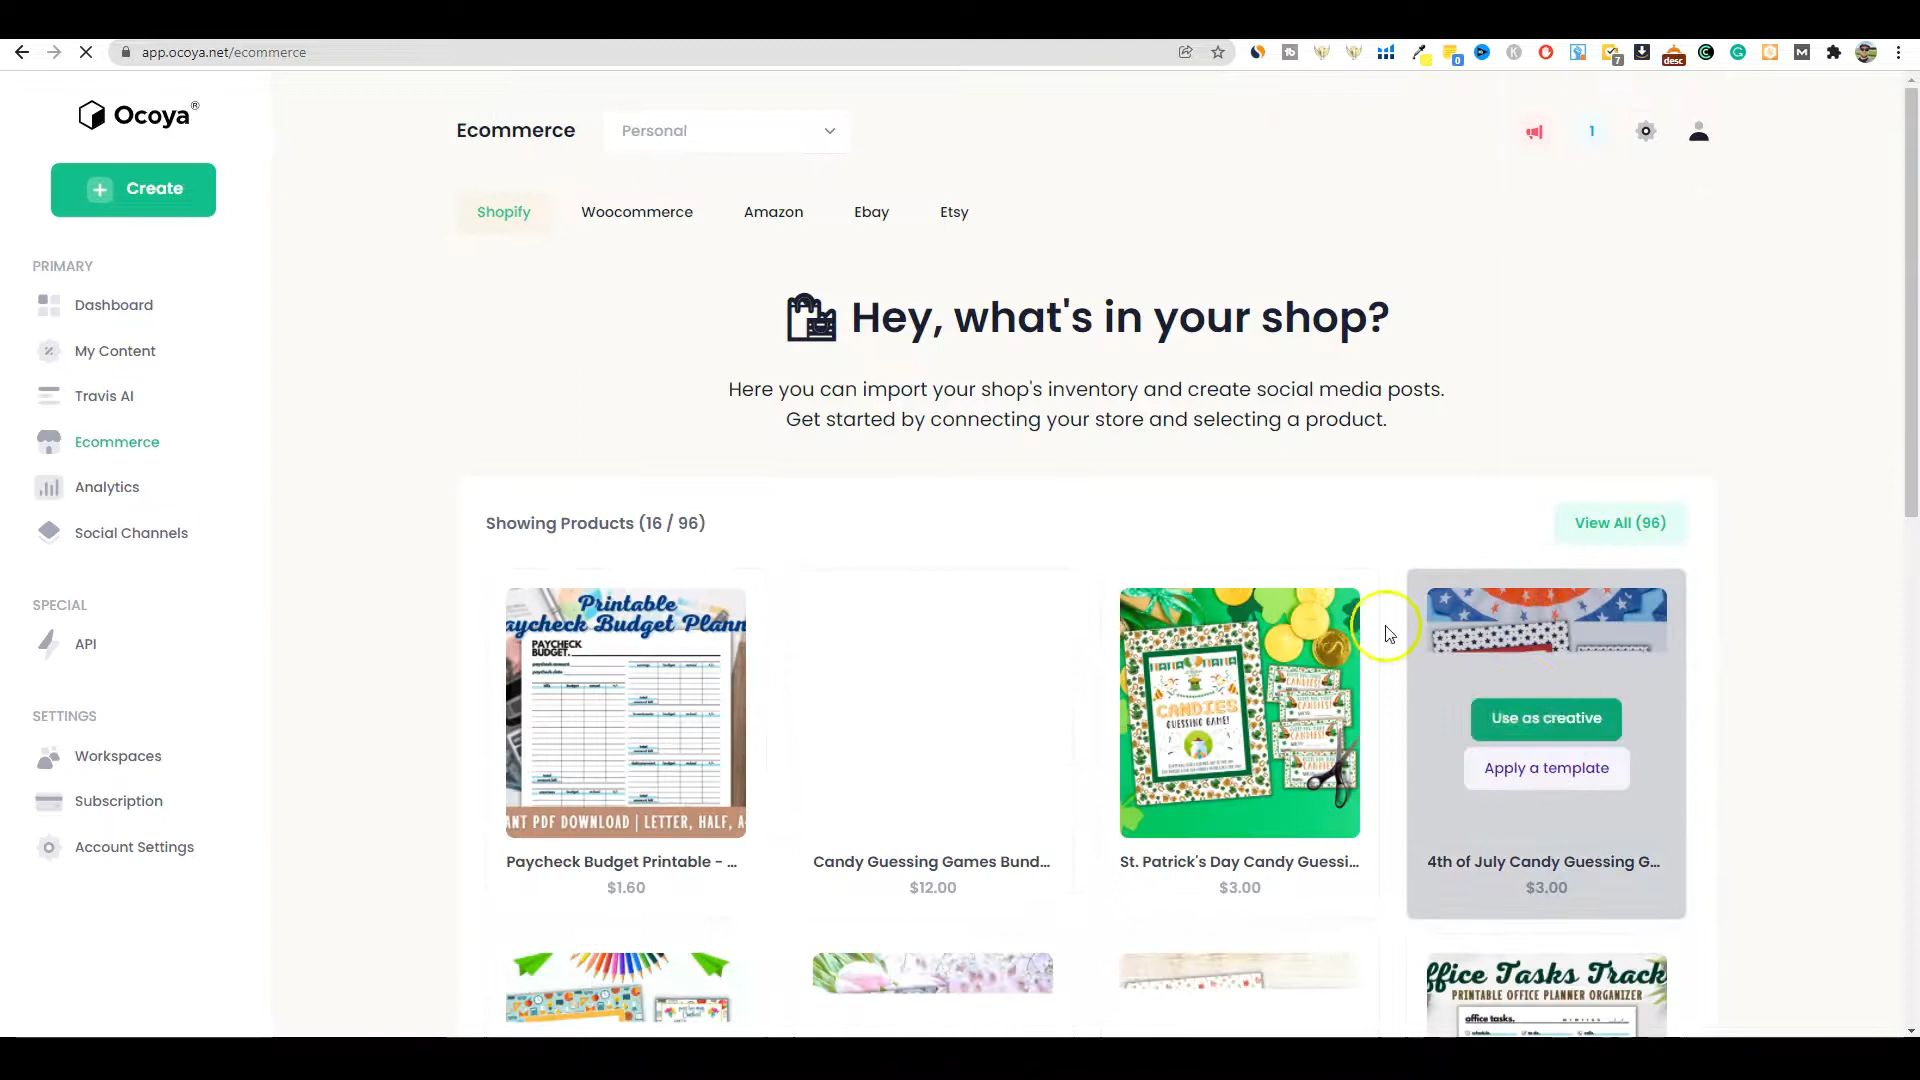 app.ocoya.net/ecommerce
0
7
desc
Ocoya®
Create
PRIMARY
Dashboard
My Content
Travis AI
Ecommerce
Analytics
Social Channels
SPECIAL
API
SETTINGS
Workspaces
Subscription
Account Settings
Ecommerce
Personal
1
Shopify
Woocommerce
Amazon
Ebay
Etsy
Hey, what's in your shop?
Here you can import your shop's inventory and create social media posts.
Get started by connecting your store and selecting a product.
Showing Products (16 / 96)
View All (96)
Printable
aycheck Budget Plann
PAYCHECK
BUDGET.
ANT PDF DOWNLOAD | LETTER, HALF, A
Paycheck Budget Printable - ...
$1.60
Candy Guessing Games Bund...
$12.00
CANDIES
GUESSING GAME!
St. Patrick's Day Candy Guessi...
$3.00
Use as creative
Apply a template
4th of July Candy Guessing G...
$3.00
ffice Tasks Track
PRINTABLE OFFICE PLANNER ORGANIZER
office tasks.